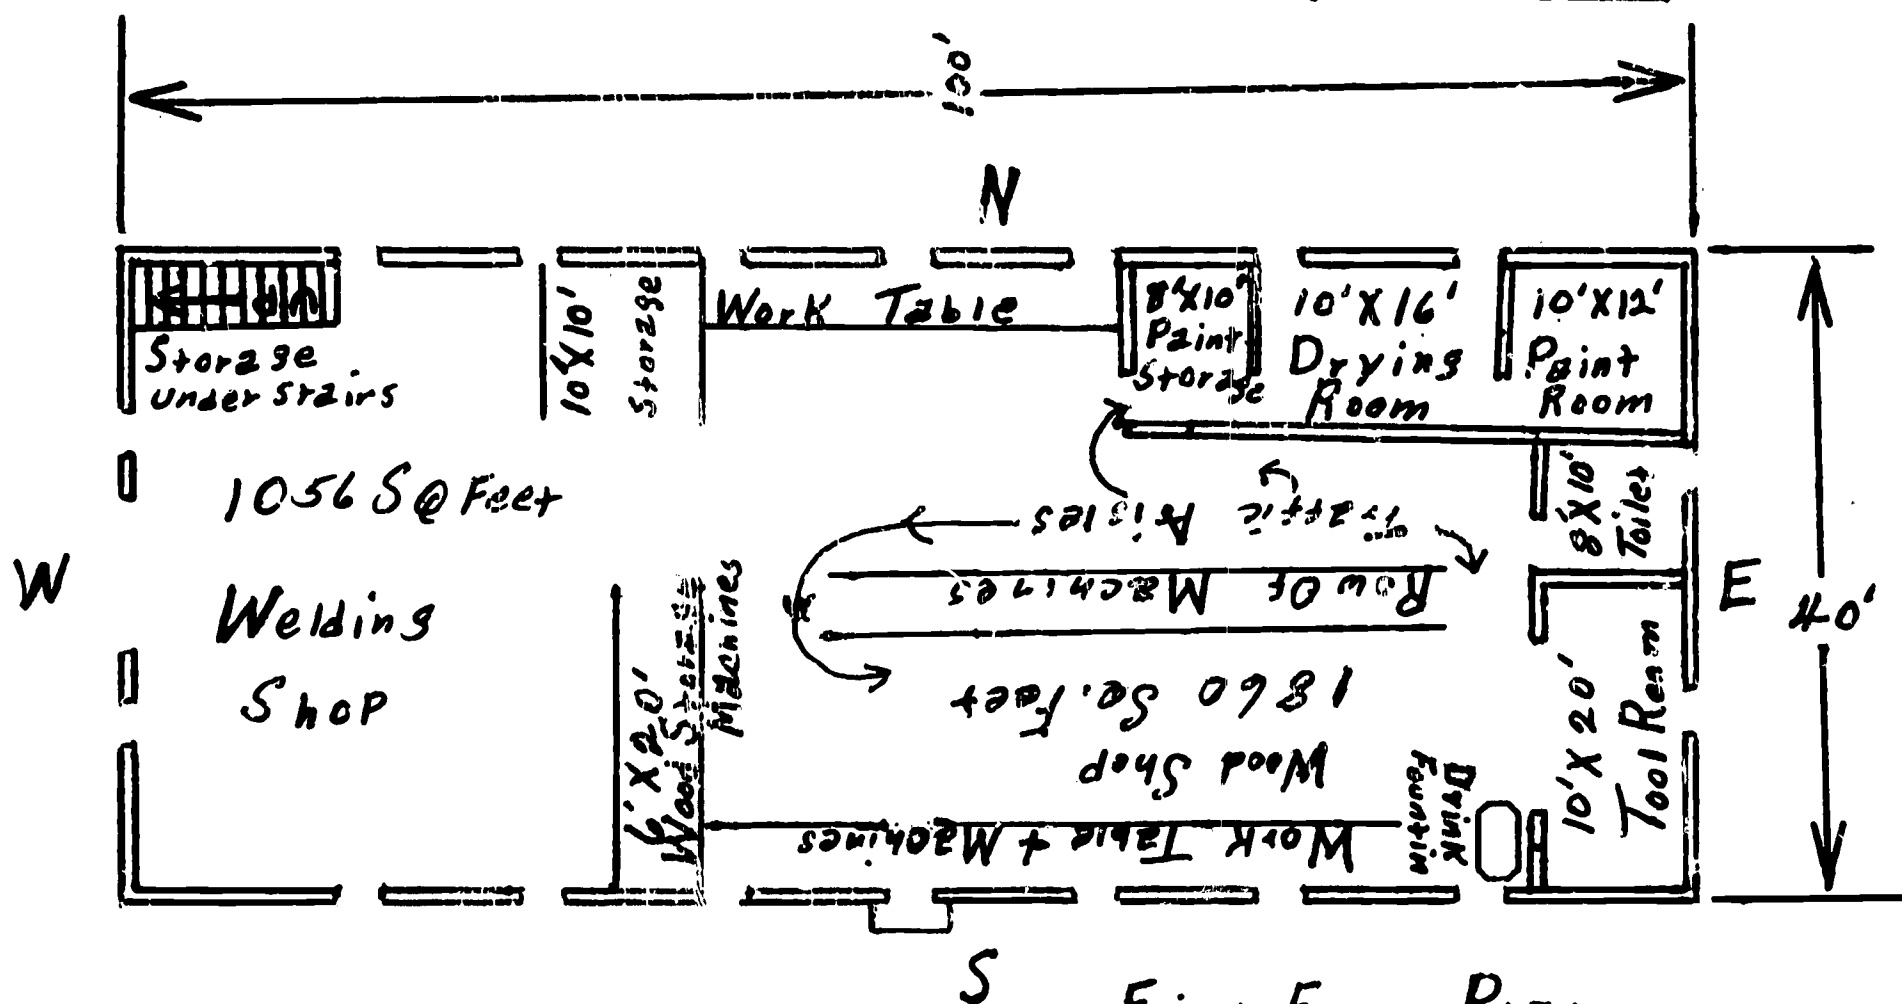 100'
N
8'X10'
Paint
Storage
10'X16'
Drying
Room
10'X12'
Paint
Room
Work Table
10'X10'
Storage
Storage
under stairs
1056 S@ Feet
Welding
Shop
W
Traffic Aisles
Row Of Machines
1860 Sq. Feet
Wood Shop
Work Table + Machines
6'X20'
Wood Storage
Machines
Drink
Fountain
8'X10'
Toilet
10'X20'
Tool Room
E
40'
S